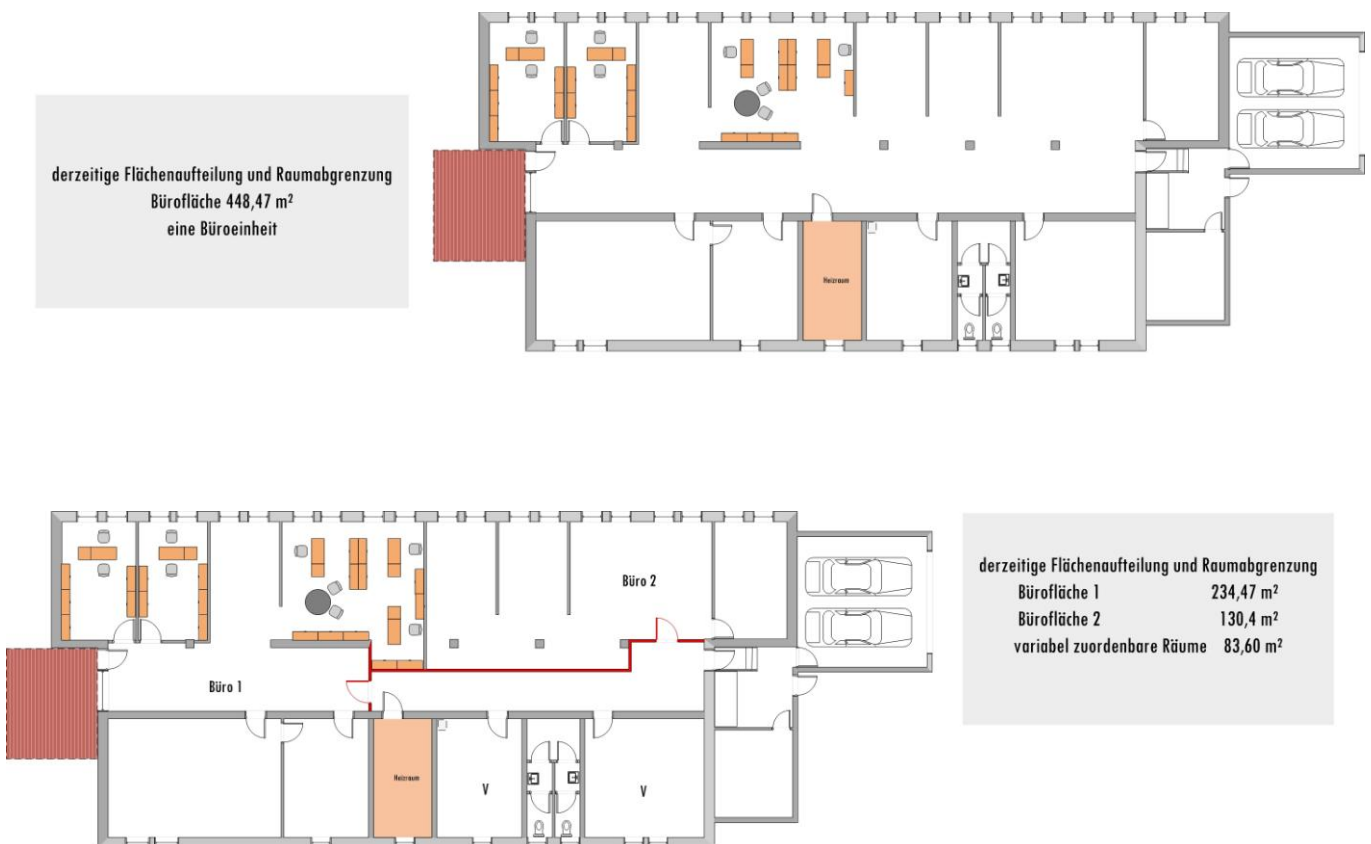 derzeitige Flächenaufteilung und Raumabgrenzung
Bürofläche 448,47 m²
eine Büroeinheit
Heizraum
Büro 2
Büro 1
Heizraum
V
V
derzeitige Flächenaufteilung und Raumabgrenzung
Bürofläche 1 234,47 m²
Bürofläche 2 130,4 m²
variabel zuordenbare Räume 83,60 m²